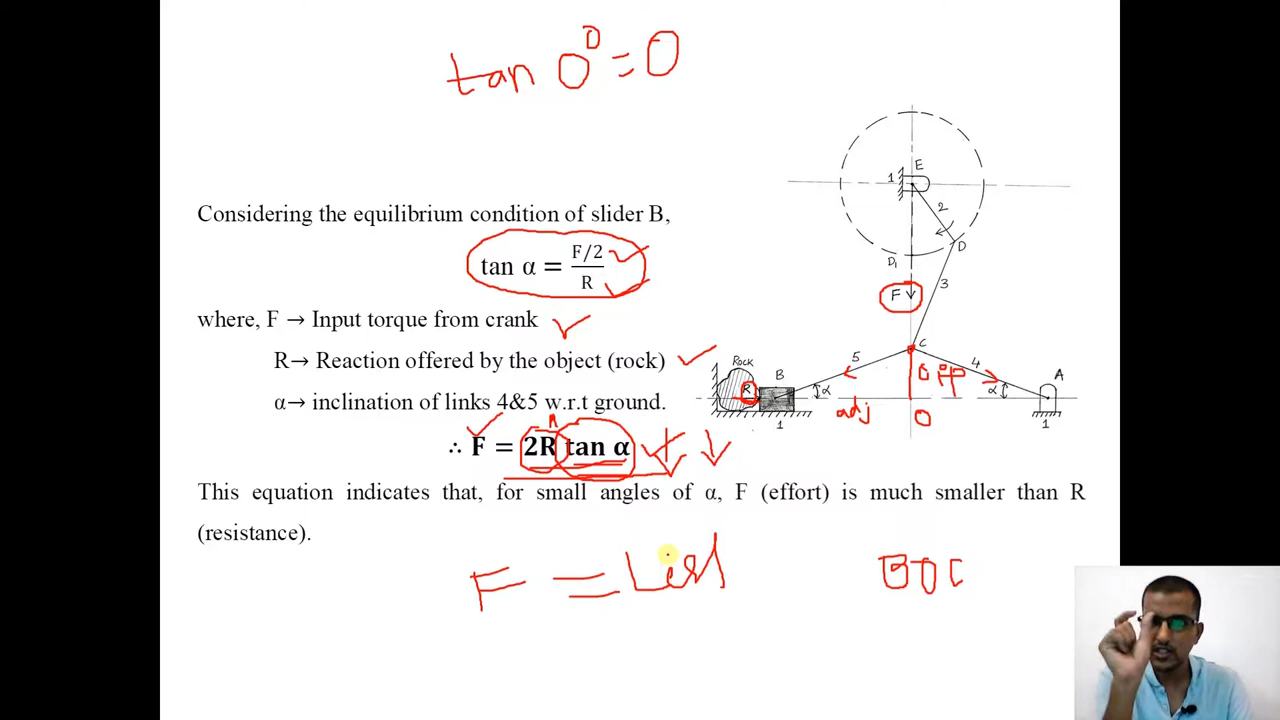 tan 0° = 0
Considering the equilibrium condition of slider B,
tan α = F/2 / R
where, F → Input torque from crank
R→ Reaction offered by the object (rock)
α→ inclination of links 4&5 w.r.t ground.
∴ F = 2R tan α
This equation indicates that, for small angles of α, F (effort) is much smaller than R
(resistance).
F =
BOC
E
1
2
D
D1
F
3
C
ROCK
R
B
5
4
A
α
opp
α
adj
O
1
1